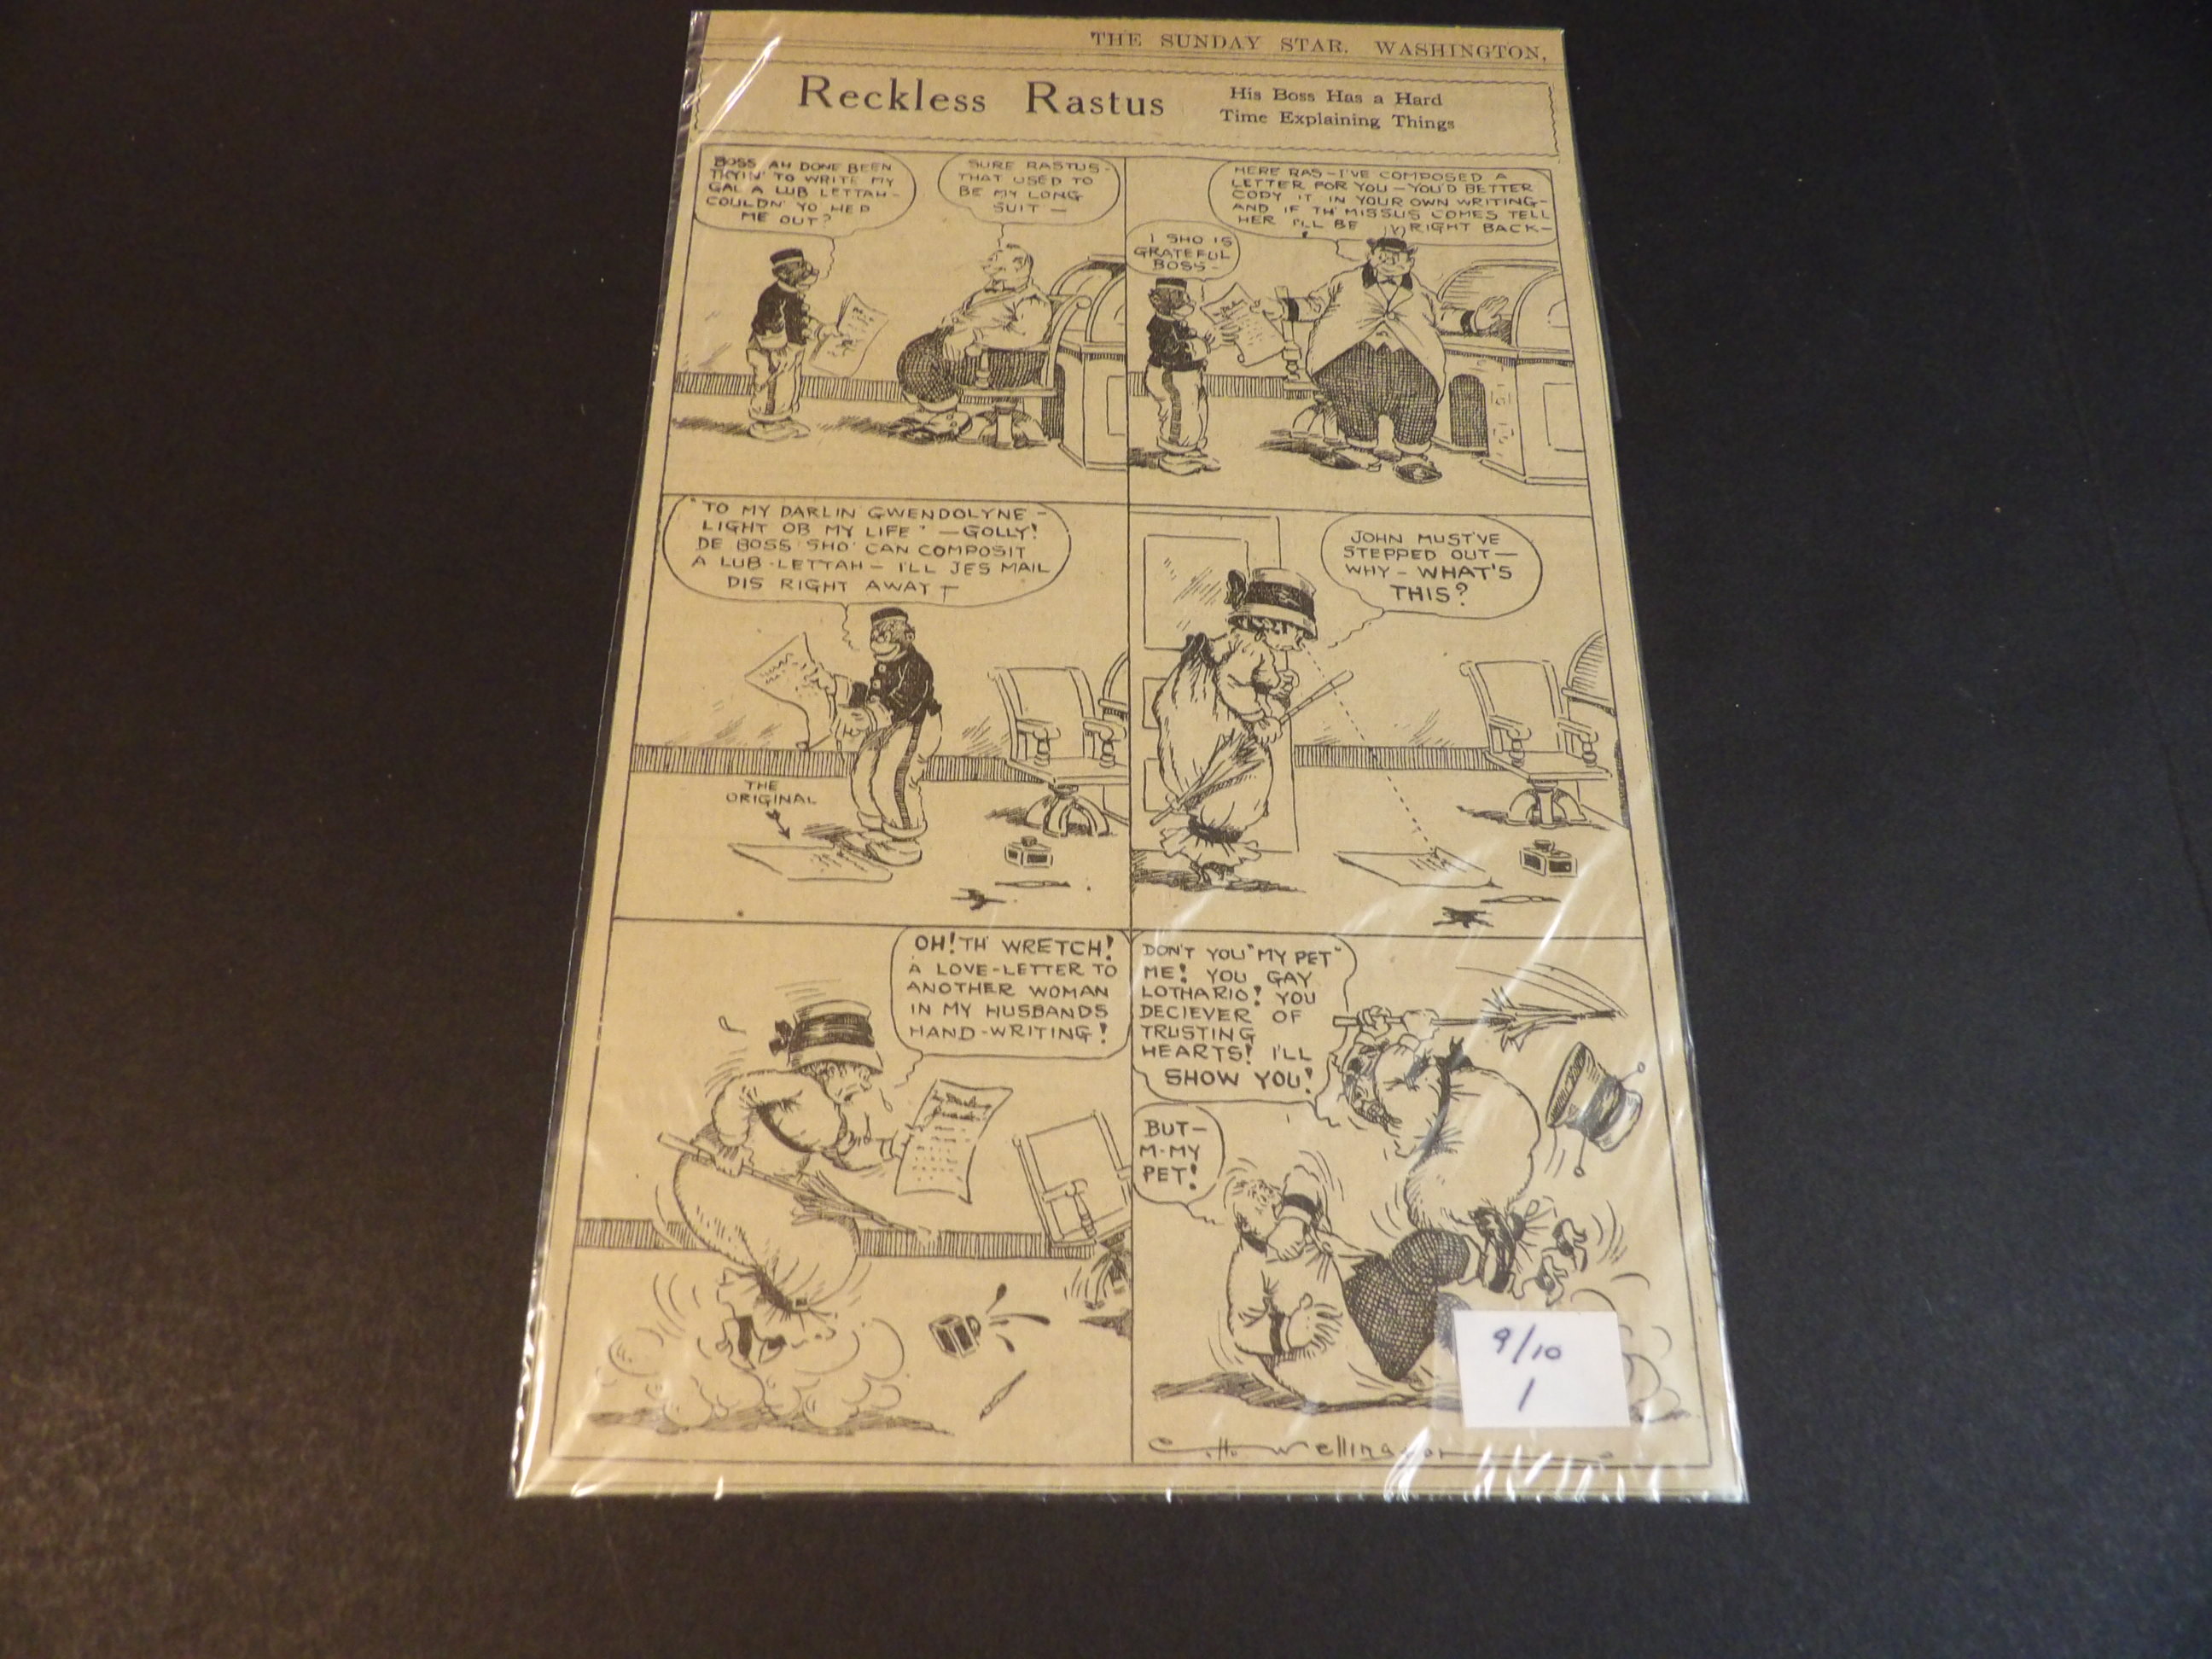 THE SUNDAY STAR, WASHINGTON,
Reckless Rastus
His Boss Has a Hard
Time Explaining Things
BOSS AH DONE BEEN
TRYIN' TO WRITE MY
GAL A LUB LETTAH-
COULDN' YO HEP
ME OUT?
SURE RASTUS-
THAT USED TO
BE MY LONG
SUIT-
HERE RAS-I'VE COMPOSED A
LETTER FOR YOU-YOU'D BETTER
COPY IT IN YOUR OWN WRITING-
AND IF TH' MISSUS COMES TELL
HER I'LL BE RIGHT BACK-
I SHO IS
GRATEFUL
BOSS-
"TO MY DARLIN GWENDOLYNE-
LIGHT OB MY LIFE" -GOLLY!
DE BOSS SHO' CAN COMPOSIT
A LUB-LETTAH- I'LL JES MAIL
DIS RIGHT AWAY-
THE
ORIGINAL
JOHN MUST'VE
STEPPED OUT-
WHY-WHAT'S
THIS?
OH! TH' WRETCH!
A LOVE-LETTER TO
ANOTHER WOMAN
IN MY HUSBANDS
HAND-WRITING!
My Darling
DON'T YOU "MY PET"
ME! YOU GAY
LOTHARIO! YOU
DECIEVER OF
TRUSTING
HEARTS! I'LL
SHOW YOU!
BUT-
M-MY
PET!
9/10
1
C.H. Wellington